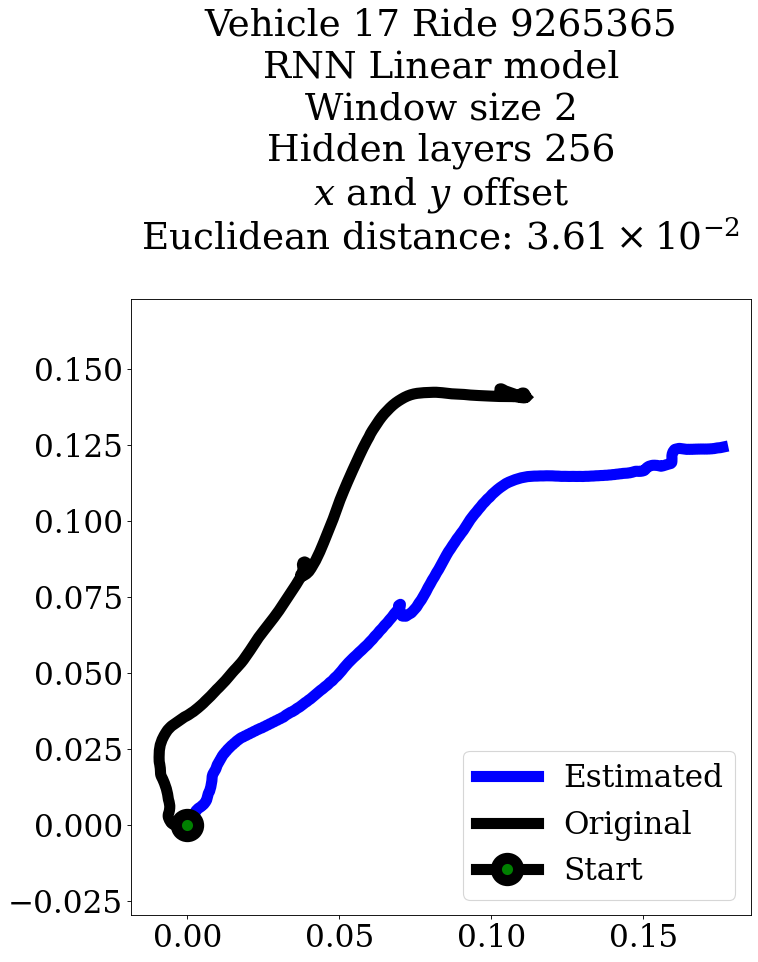 Vehicle 17 Ride 9265365
RNN Linear model
Window size 2
Hidden layers 256
x and y offset
Euclidean distance: 3.61 × 10⁻²
0.150
0.125
0.100
0.075
0.050
0.025
0.000
−0.025
Estimated
Original
Start
0.00 0.05 0.10 0.15